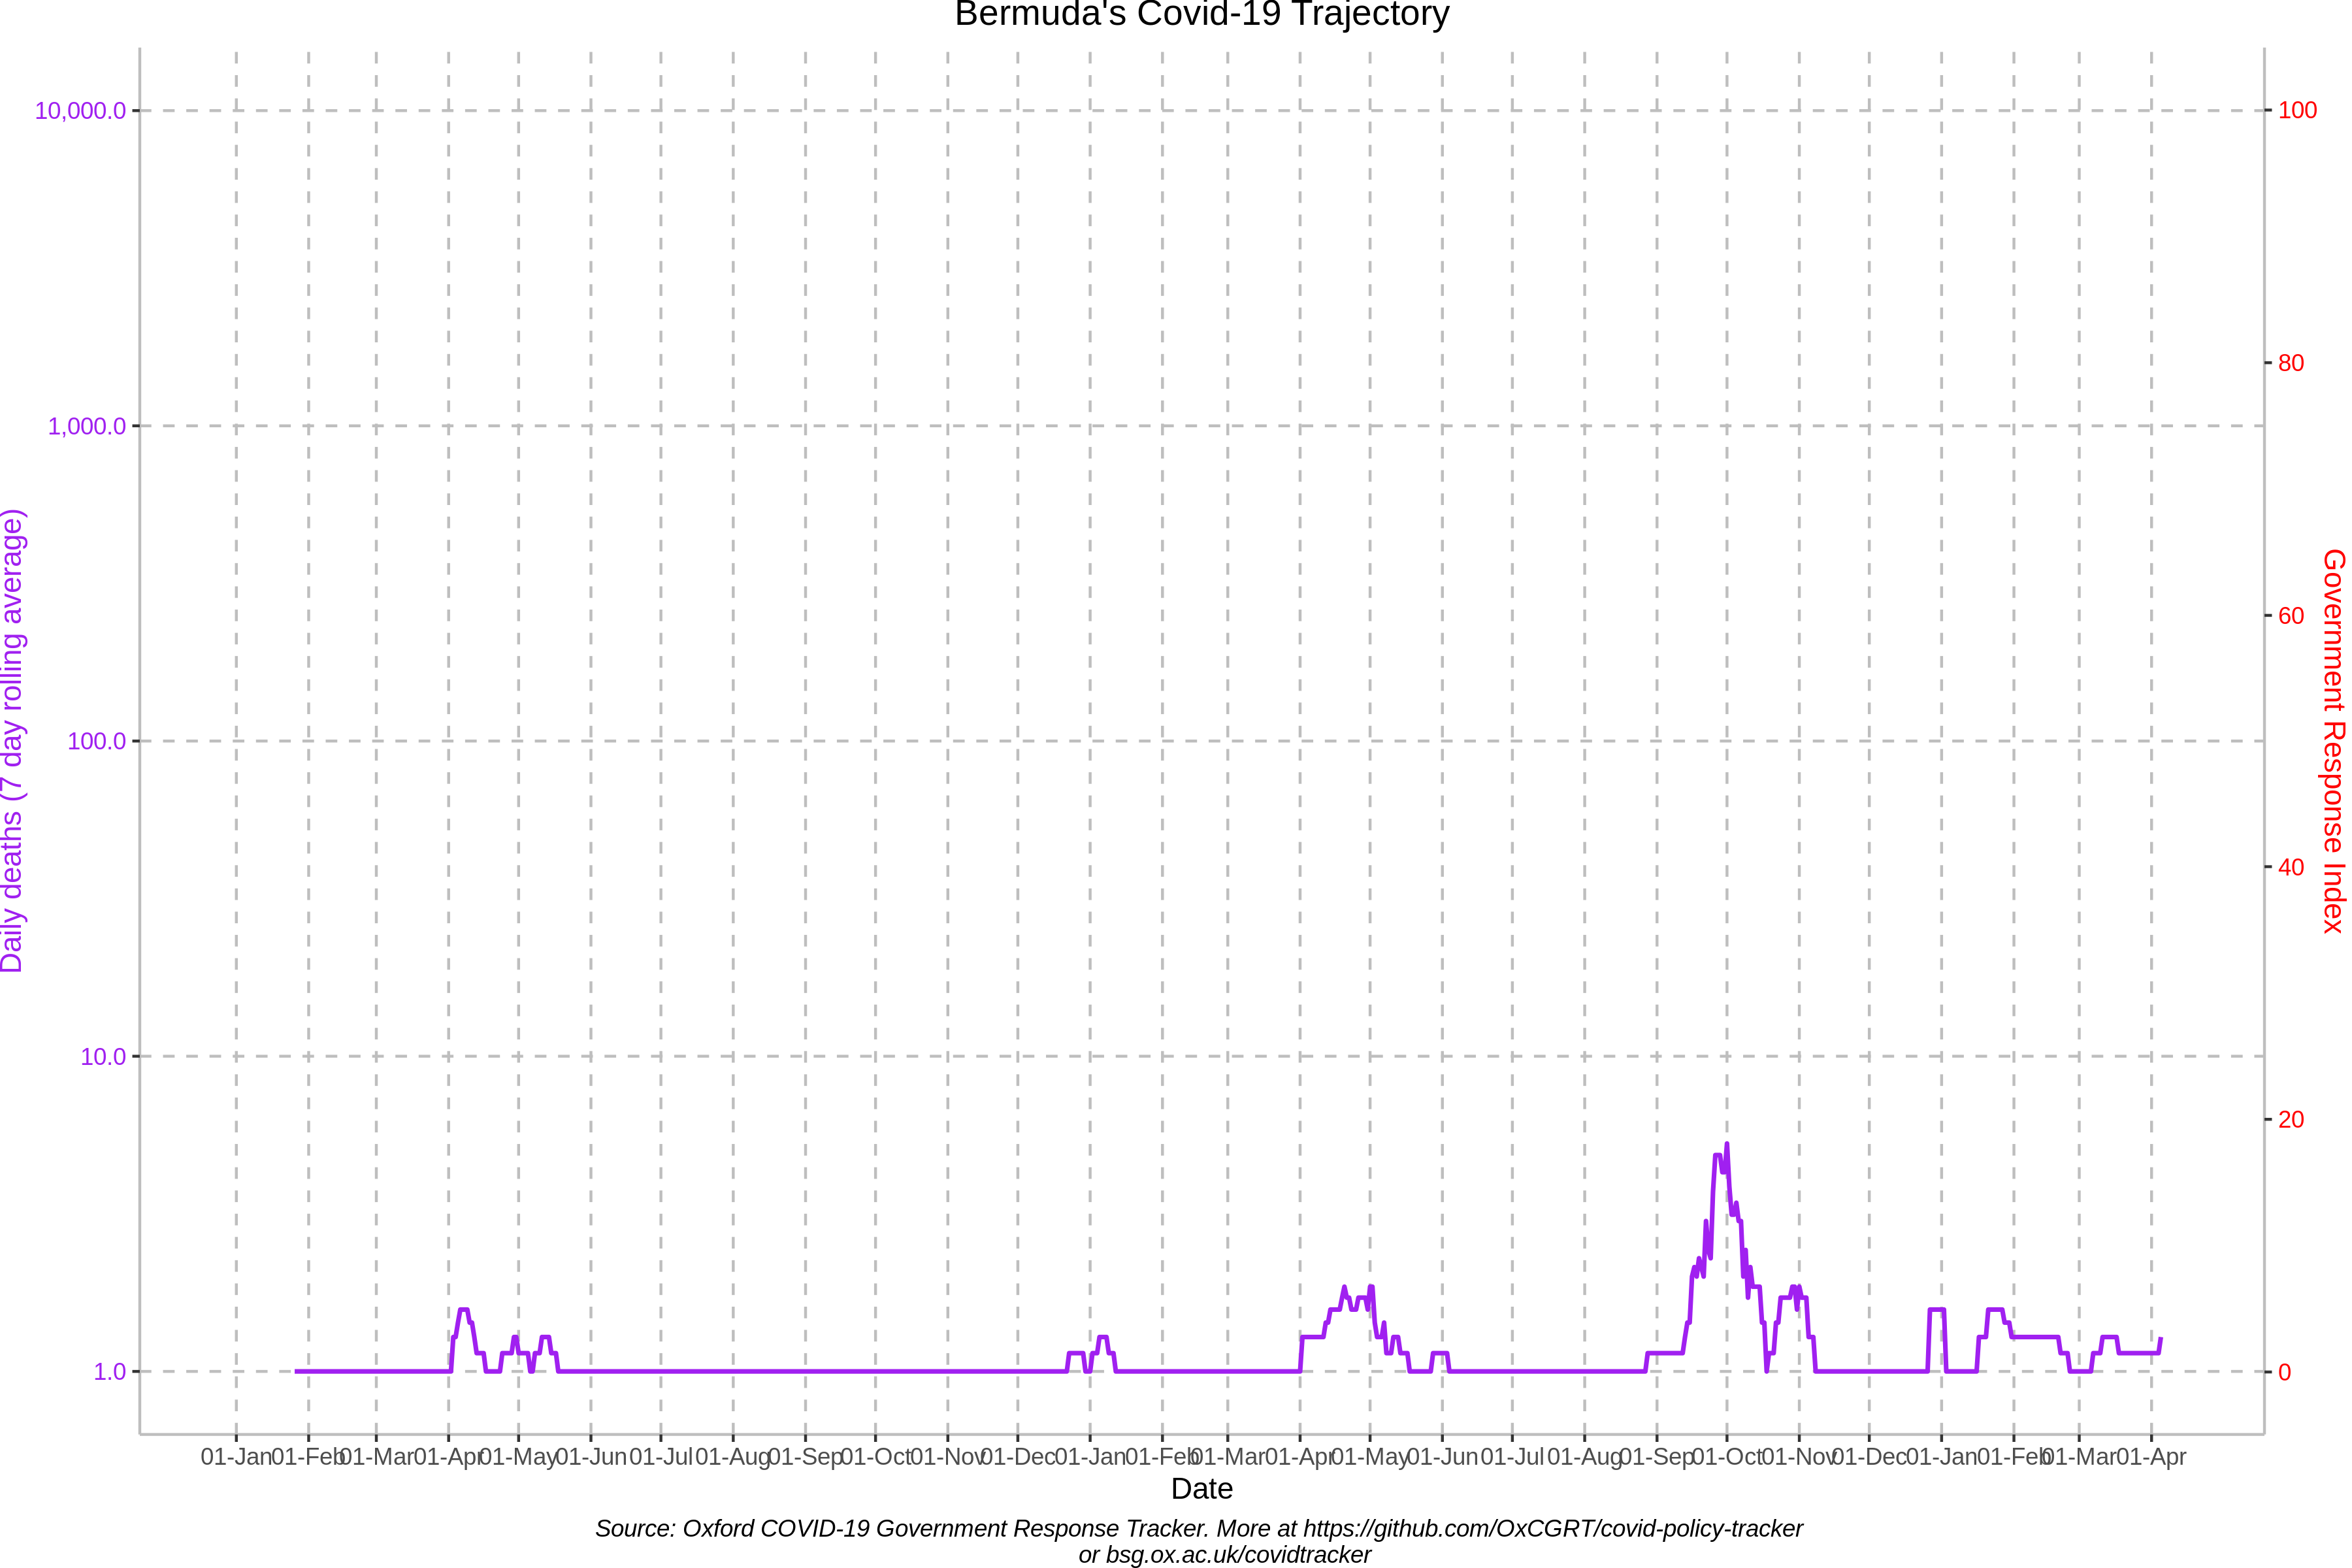 Bermuda's Covid-19 Trajectory
10,000.0
1,000.0
100.0
10.0
1.0
Daily deaths (7 day rolling average)
100
80
60
40
20
0
Government Response Index
01-Jan 01-Feb 01-Mar 01-Apr 01-May 01-Jun 01-Jul 01-Aug 01-Sep 01-Oct 01-Nov 01-Dec 01-Jan 01-Feb 01-Mar 01-Apr 01-May 01-Jun 01-Jul 01-Aug 01-Sep 01-Oct 01-Nov 01-Dec 01-Jan 01-Feb 01-Mar 01-Apr
Date
Source: Oxford COVID-19 Government Response Tracker. More at https://github.com/OxCGRT/covid-policy-tracker
or bsg.ox.ac.uk/covidtracker